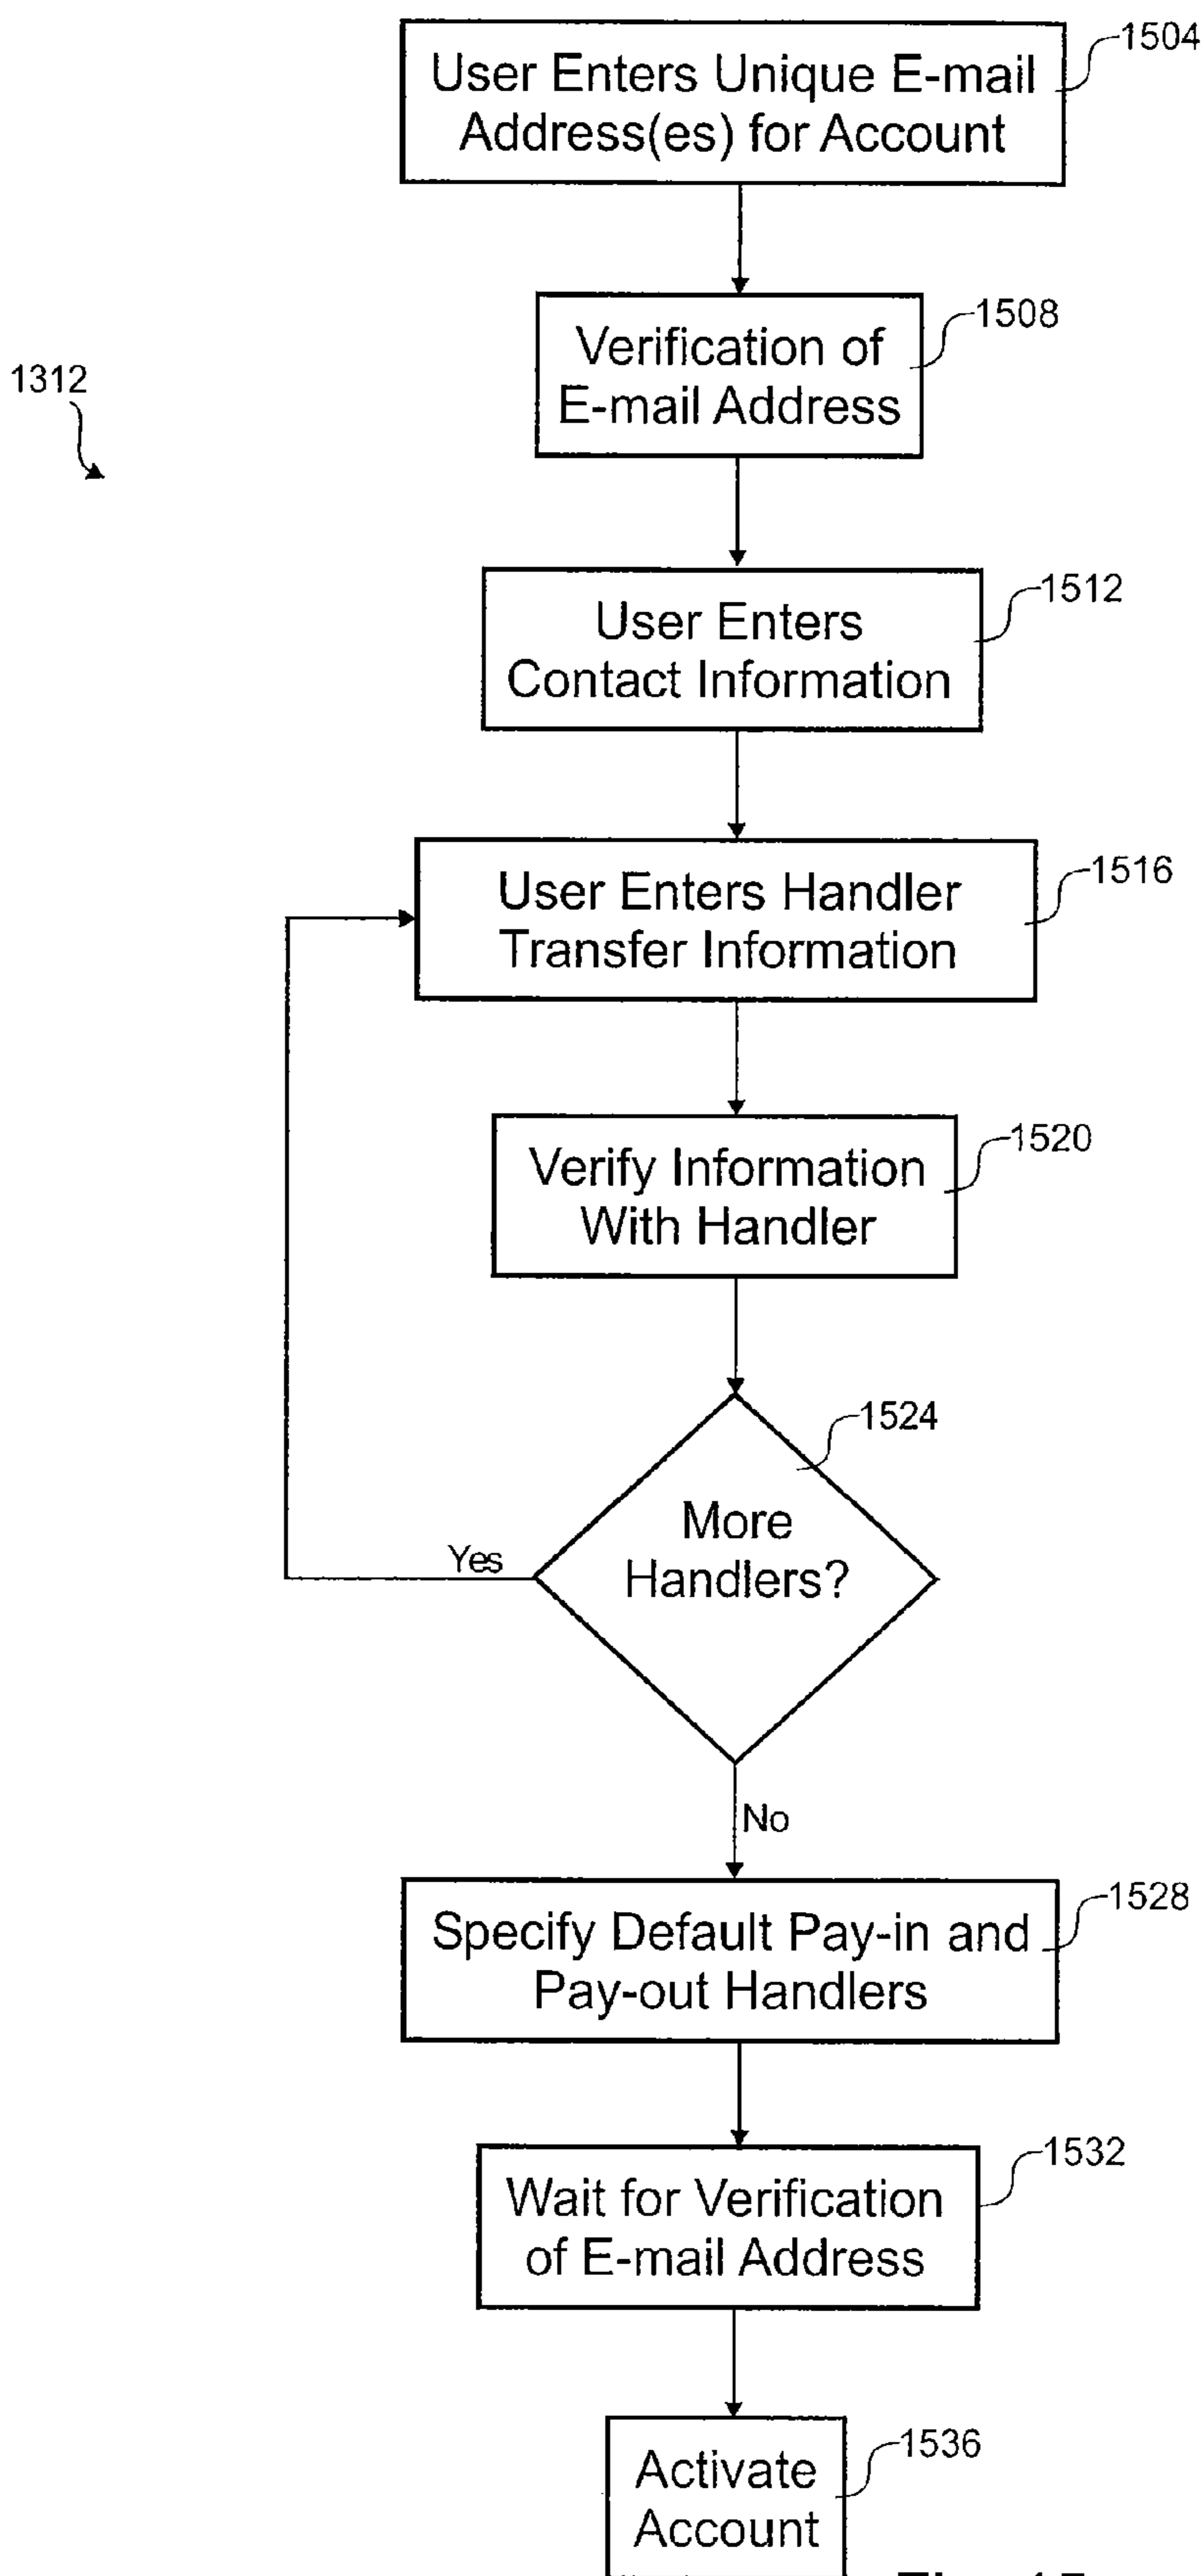 1504
User Enters Unique E-mail
Address(es) for Account
1508
Verification of
E-mail Address
1312
1512
User Enters
Contact Information
1516
User Enters Handler
Transfer Information
1520
Verify Information
With Handler
1524
More
Handlers?
Yes
No
1528
Specify Default Pay-in and
Pay-out Handlers
1532
Wait for Verification
of E-mail Address
1536
Activate
Account